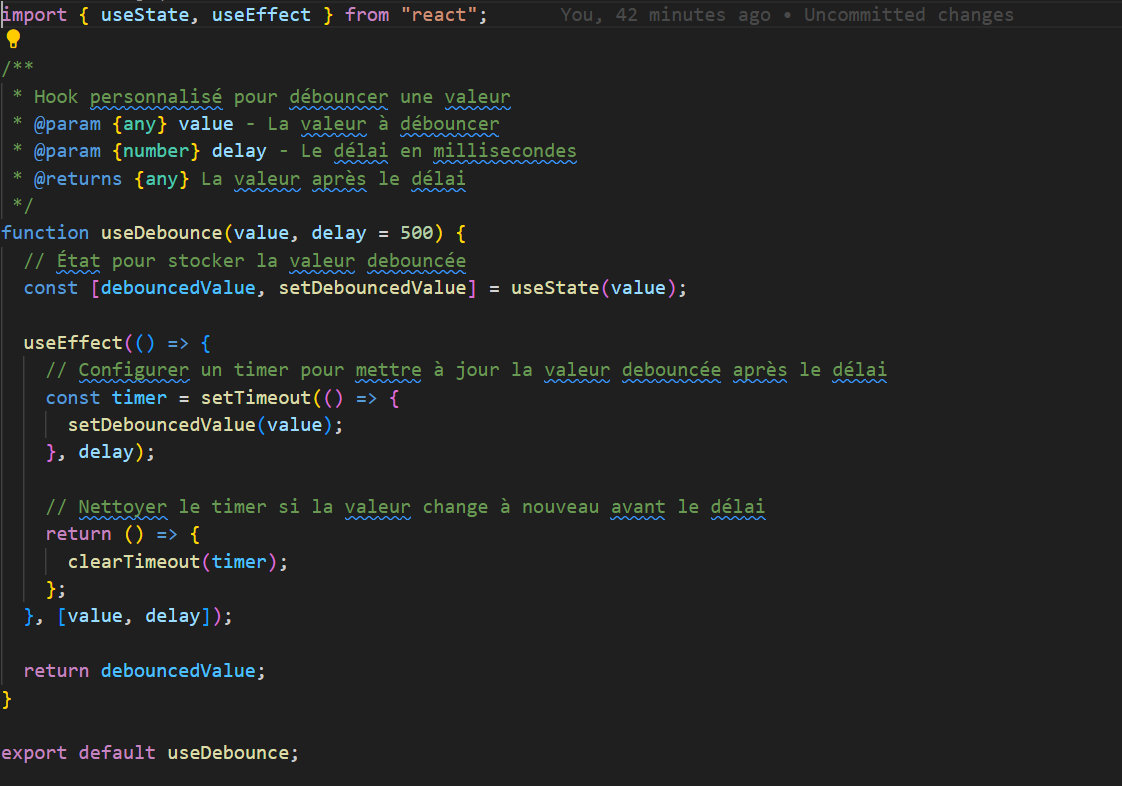 import { useState, useEffect } from "react";     You, 42 minutes ago • Uncommitted changes
/**
 * Hook personnalisé pour débouncer une valeur
 * @param {any} value - La valeur à débouncer
 * @param {number} delay - Le délai en millisecondes
 * @returns {any} La valeur après le délai
 */
function useDebounce(value, delay = 500) {
  // État pour stocker la valeur debouncée
  const [debouncedValue, setDebouncedValue] = useState(value);

  useEffect(() => {
    // Configurer un timer pour mettre à jour la valeur debouncée après le délai
    const timer = setTimeout(() => {
      setDebouncedValue(value);
    }, delay);

    // Nettoyer le timer si la valeur change à nouveau avant le délai
    return () => {
      clearTimeout(timer);
    };
  }, [value, delay]);

  return debouncedValue;
}

export default useDebounce;